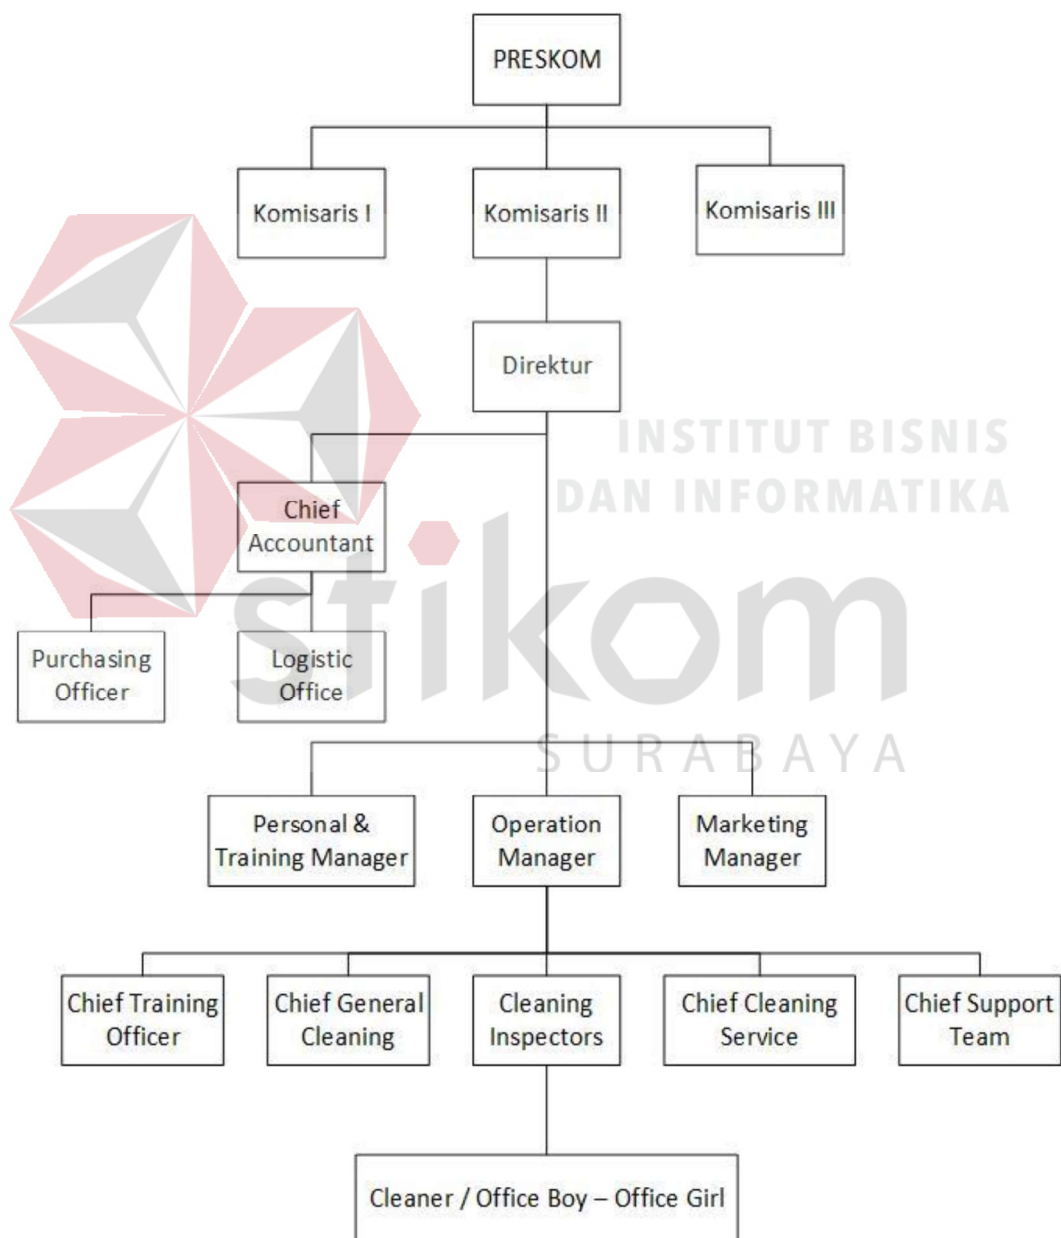 PRESKOM
Komisaris I
Komisaris II
Komisaris III
Direktur
INSTITUT BISNIS
DAN INFORMATIKA
Chief
Accountant
stikom
Purchasing
Officer
Logistic
Office
SURABAYA
Personal &
Training Manager
Operation
Manager
Marketing
Manager
Chief Training
Officer
Chief General
Cleaning
Cleaning
Inspectors
Chief Cleaning
Service
Chief Support
Team
Cleaner / Office Boy – Office Girl